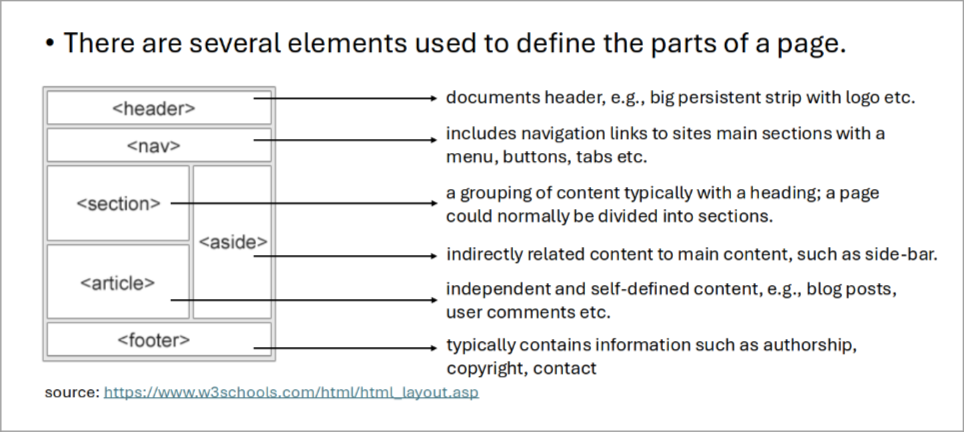 • There are several elements used to define the parts of a page.
<header>
documents header, e.g., big persistent strip with logo etc.
<nav>
includes navigation links to sites main sections with a
menu, buttons, tabs etc.
<section>
a grouping of content typically with a heading; a page
could normally be divided into sections.
<aside>
indirectly related content to main content, such as side-bar.
<article>
independent and self-defined content, e.g., blog posts,
user comments etc.
<footer>
typically contains information such as authorship,
copyright, contact
source: https://www.w3schools.com/html/html_layout.asp